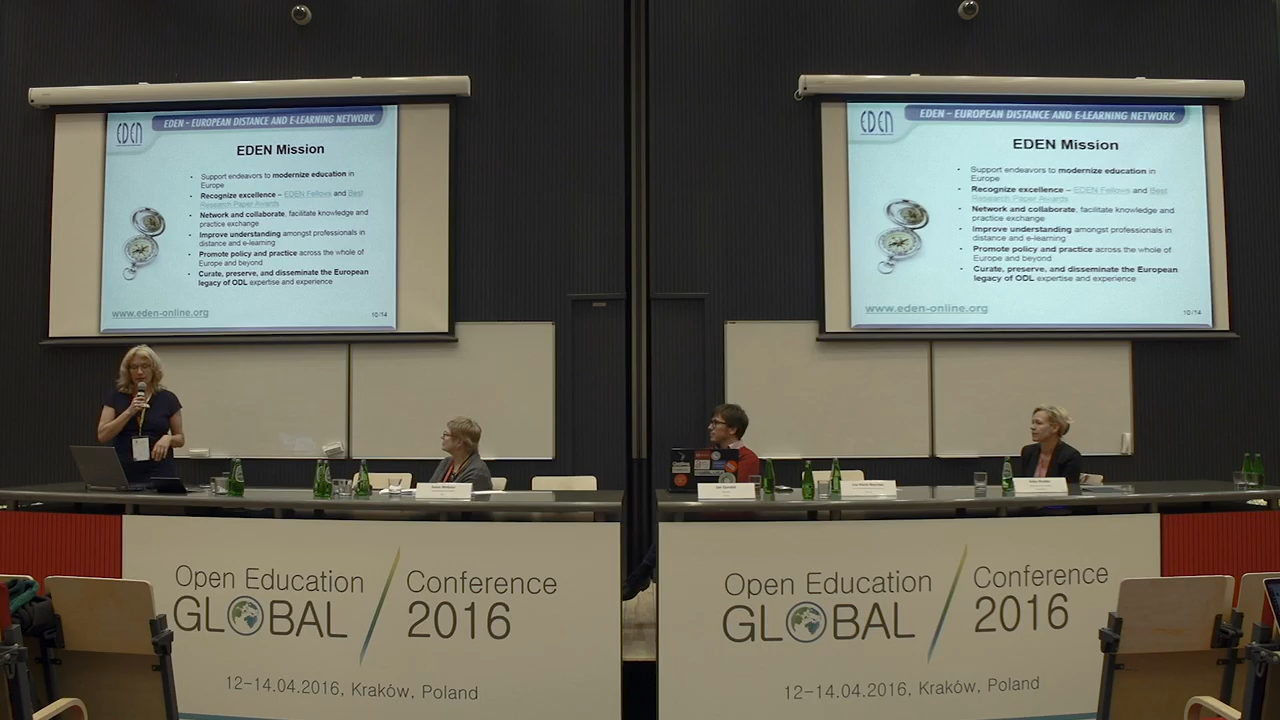 EDEN
EDEN – EUROPEAN DISTANCE AND E-LEARNING NETWORK
EDEN Mission
• Support endeavors to modernize education in
Europe
• Recognize excellence – EDEN Fellows and Best
Research Paper Awards
• Network and collaborate, facilitate knowledge and
practice exchange
• Improve understanding amongst professionals in
distance and e-learning
• Promote policy and practice across the whole of
Europe and beyond
• Curate, preserve, and disseminate the European
legacy of ODL expertise and experience
www.eden-online.org
10/14
EDEN
EDEN – EUROPEAN DISTANCE AND E-LEARNING NETWORK
EDEN Mission
• Support endeavors to modernize education in
Europe
• Recognize excellence – EDEN Fellows and Best
Research Paper Awards
• Network and collaborate, facilitate knowledge and
practice exchange
• Improve understanding amongst professionals in
distance and e-learning
• Promote policy and practice across the whole of
Europe and beyond
• Curate, preserve, and disseminate the European
legacy of ODL expertise and experience
www.eden-online.org
10/14
Open Education
GLOBAL
Conference
2016
12–14.04.2016, Kraków, Poland
Open Education
GLOBAL
Conference
2016
12–14.04.2016, Kraków, Poland